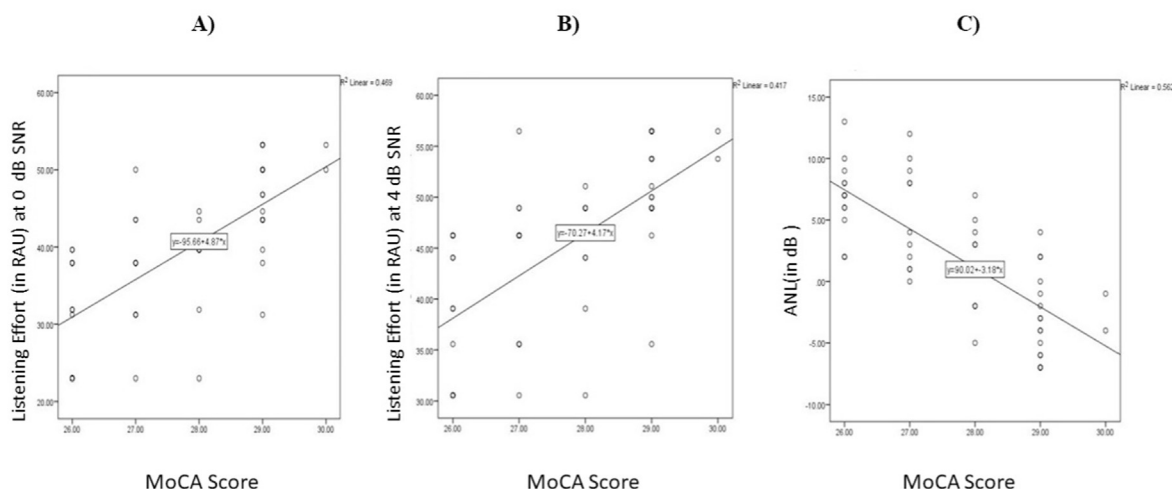 A)
B)
C)
R² Linear = 0.469
R² Linear = 0.417
R² Linear = 0.562
Listening Effort (in RAU) at 0 dB SNR
60.00
50.00
40.00
30.00
20.00
y=-95.66+4.87*x
26.00 27.00 28.00 29.00 30.00
MoCA Score
Listening Effort (in RAU) at 4 dB SNR
60.00
55.00
50.00
45.00
40.00
35.00
30.00
y=-70.27+4.17*x
26.00 27.00 28.00 29.00 30.00
MoCA Score
ANL(in dB )
15.00
10.00
5.00
.00
-5.00
-10.00
y=90.02+-3.18*x
26.00 27.00 28.00 29.00 30.00
MoCA Score